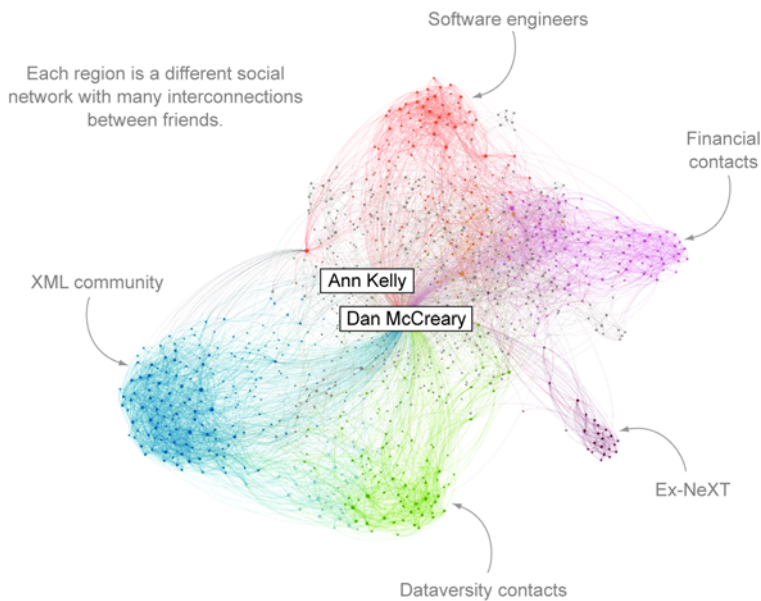 Software engineers
Each region is a different social
network with many interconnections
between friends.
Financial
contacts
Ann Kelly
XML community
Dan McCreary
Ex-NeXT
Dataversity contacts